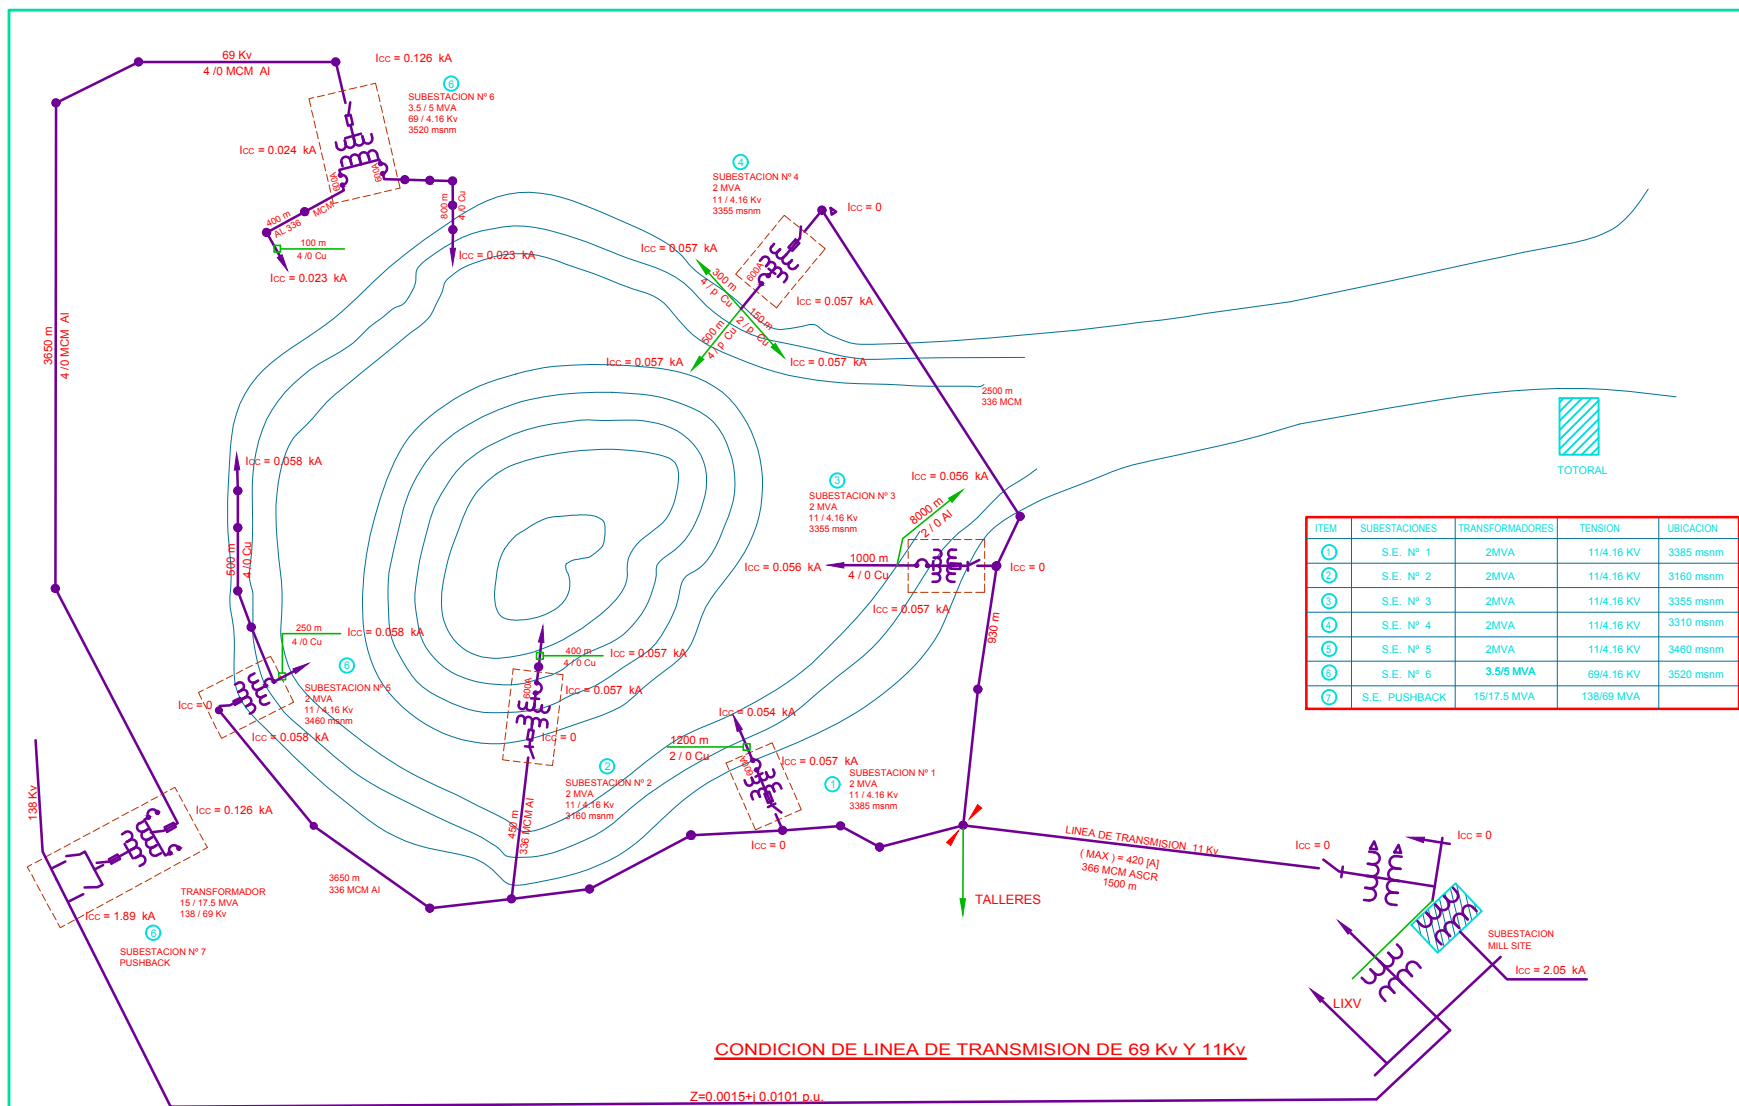 69 Kv
4 /0 MCM Al
Icc = 0.126 kA
6
SUBESTACION Nº 6
3.5 / 5 MVA
69 / 4.16 Kv
3520 msnm
Icc = 0.024 kA
600A
600A
400 m
AL 336 MCM
100 m
4 /0 Cu
Icc = 0.023 kA
800 m
4/0 Cu
Icc = 0.023 kA
4
SUBESTACION Nº 4
2 MVA
11 / 4.16 Kv
3355 msnm
Icc = 0
Icc = 0.057 kA
600A
300 m
4 / p Cu
150 m
2 / p Cu
500 m
4 / p Cu
Icc = 0.057 kA
Icc = 0.057 kA
Icc = 0.057 kA
3650 m
4 /0 MCM Al
2500 m
336 MCM
TOTORAL
Icc = 0.058 kA
500 m
4 /0 Cu
3
SUBESTACION Nº 3
2 MVA
11 / 4.16 Kv
3355 msnm
Icc = 0.056 kA
8000 m
2 / 0 Al
1000 m
4 / 0 Cu
Icc = 0.056 kA
Icc = 0
Icc = 0.057 kA
930 m
ITEM SUBESTACIONES TRANSFORMADORES TENSION UBICACION
1 S.E. Nº 1 2MVA 11/4.16 KV 3385 msnm
2 S.E. Nº 2 2MVA 11/4.16 KV 3160 msnm
3 S.E. Nº 3 2MVA 11/4.16 KV 3355 msnm
4 S.E. Nº 4 2MVA 11/4.16 KV 3310 msnm
5 S.E. Nº 5 2MVA 11/4.16 KV 3460 msnm
6 S.E. Nº 6 3.5/5 MVA 69/4.16 KV 3520 msnm
7 S.E. PUSHBACK 15/17.5 MVA 138/69 MVA
250 m
4 /0 Cu
Icc = 0.058 kA
6
SUBESTACION Nº 5
2 MVA
11 / 4.16 Kv
3460 msnm
Icc = 0
Icc = 0.058 kA
400 m
4 / 0 Cu
Icc = 0.057 kA
600A
Icc = 0.057 kA
Icc = 0
2
SUBESTACION Nº 2
2 MVA
11 / 4.16 Kv
3160 msnm
450 m
336 MCM Al
Icc = 0.054 kA
1200 m
2 / 0 Cu
600A
Icc = 0.057 kA
1
SUBESTACION Nº 1
2 MVA
11 / 4.16 Kv
3385 msnm
Icc = 0
138 Kv
Icc = 0.126 kA
TRANSFORMADOR
15 / 17.5 MVA
138 / 69 Kv
Icc = 1.89 kA
6
SUBESTACION Nº 7
PUSHBACK
3650 m
336 MCM Al
LINEA DE TRANSMISION 11 Kv
( MAX ) = 420 [A]
366 MCM ASCR
1500 m
TALLERES
Icc = 0
Icc = 0
SUBESTACION
MILL SITE
Icc = 2.05 kA
LIXV
CONDICION DE LINEA DE TRANSMISION DE 69 Kv Y 11Kv
Z=0.0015+j 0.0101 p.u.